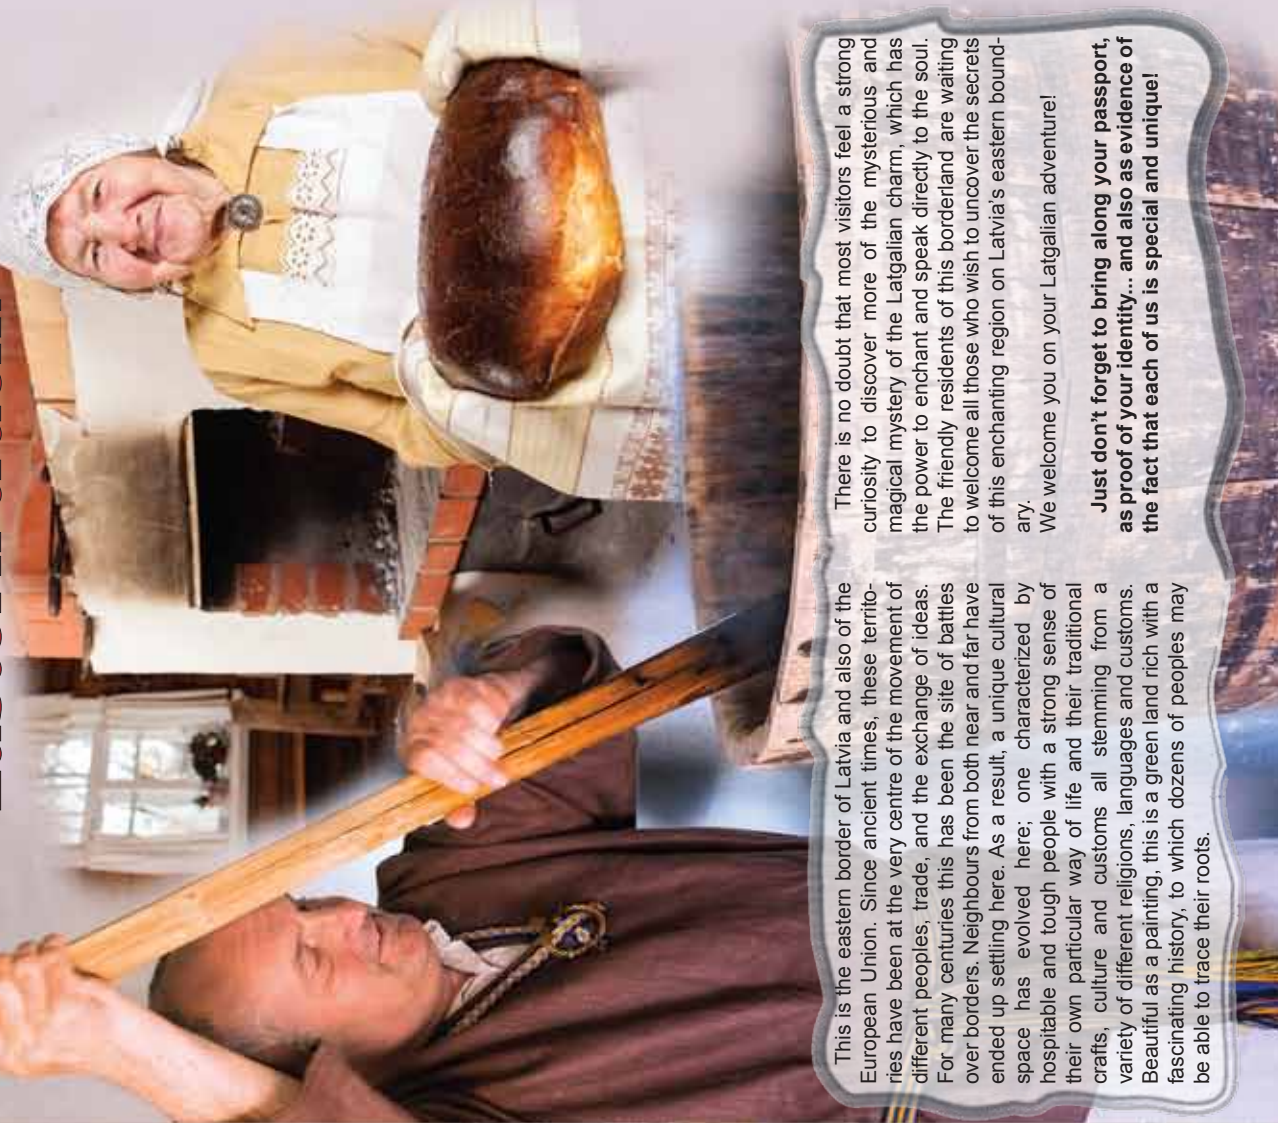 This is the eastern border of Latvia and also of the
European Union. Since ancient times, these territo-
ries have been at the very centre of the movement of
different peoples, trade, and the exchange of ideas.
For many centuries this has been the site of battles
over borders. Neighbours from both near and far have
ended up settling here. As a result, a unique cultural
space has evolved here; one characterized by
hospitable and tough people with a strong sense of
their own particular way of life and their traditional
crafts, culture and customs all stemming from a
variety of different religions, languages and customs.
Beautiful as a painting, this is a green land rich with a
fascinating history, to which dozens of peoples may
be able to trace their roots.
There is no doubt that most visitors feel a strong
curiosity to discover more of the mysterious and
magical mystery of the Latgalian charm, which has
the power to enchant and speak directly to the soul.
The friendly residents of this borderland are waiting
to welcome all those who wish to uncover the secrets
of this enchanting region on Latvia's eastern bound-
ary.
We welcome you on your Latgalian adventure!
Just don't forget to bring along your passport,
as proof of your identity... and also as evidence of
the fact that each of us is special and unique!